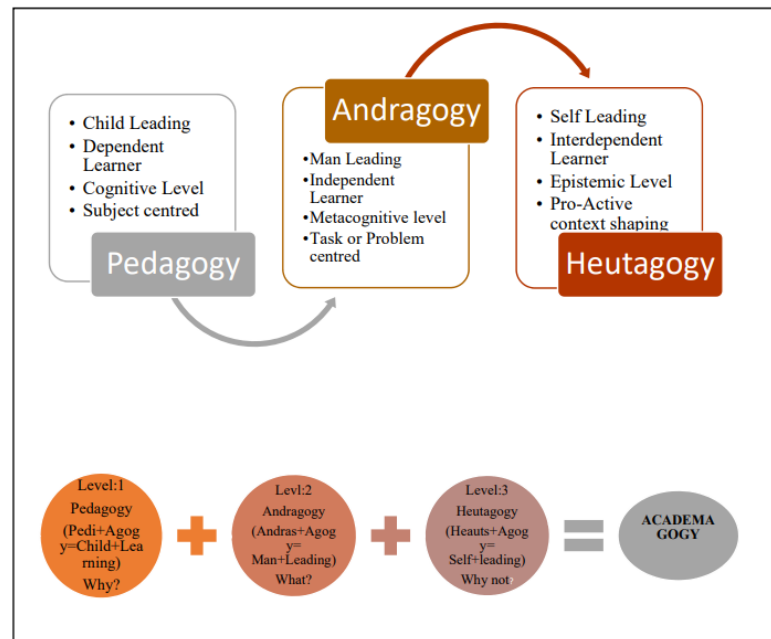 • Child Leading
• Dependent
Learner
• Cognitive Level
• Subject centred
Pedagogy
Andragogy
•Man Leading
•Independent
Learner
•Metacognitive level
•Task or Problem
centred
• Self Leading
• Interdependent
Learner
• Epistemic Level
• Pro-Active
context shaping
Heutagogy
Level:1
Pedagogy
(Pedi+Agog
y=Child+Lea
rning)
Why?
Levl:2
Andragogy
(Andras+Agog
y=
Man+Leading)
What?
Level:3
Heutagogy
(Heauts+Agog
y=
Self+leading)
Why not?
ACADEMA
GOGY